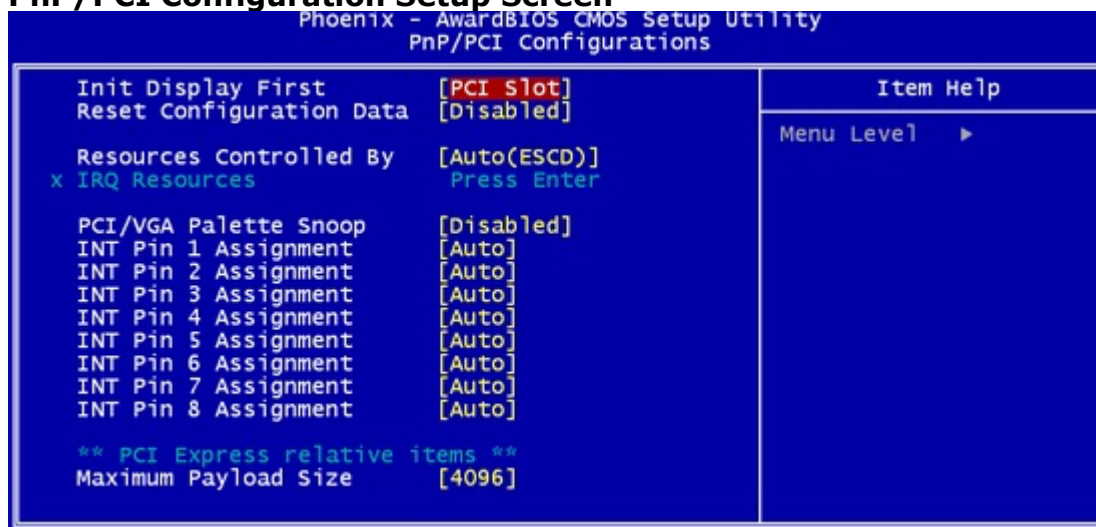 PnP/PCI Configuration Setup Screen
Phoenix - AwardBIOS CMOS Setup Utility
PnP/PCI Configurations
Init Display First [PCI Slot]
Reset Configuration Data [Disabled]
Resources Controlled By [Auto(ESCD)]
x IRQ Resources Press Enter
PCI/VGA Palette Snoop [Disabled]
INT Pin 1 Assignment [Auto]
INT Pin 2 Assignment [Auto]
INT Pin 3 Assignment [Auto]
INT Pin 4 Assignment [Auto]
INT Pin 5 Assignment [Auto]
INT Pin 6 Assignment [Auto]
INT Pin 7 Assignment [Auto]
INT Pin 8 Assignment [Auto]
** PCI Express relative items **
Maximum Payload Size [4096]
Item Help
Menu Level ►